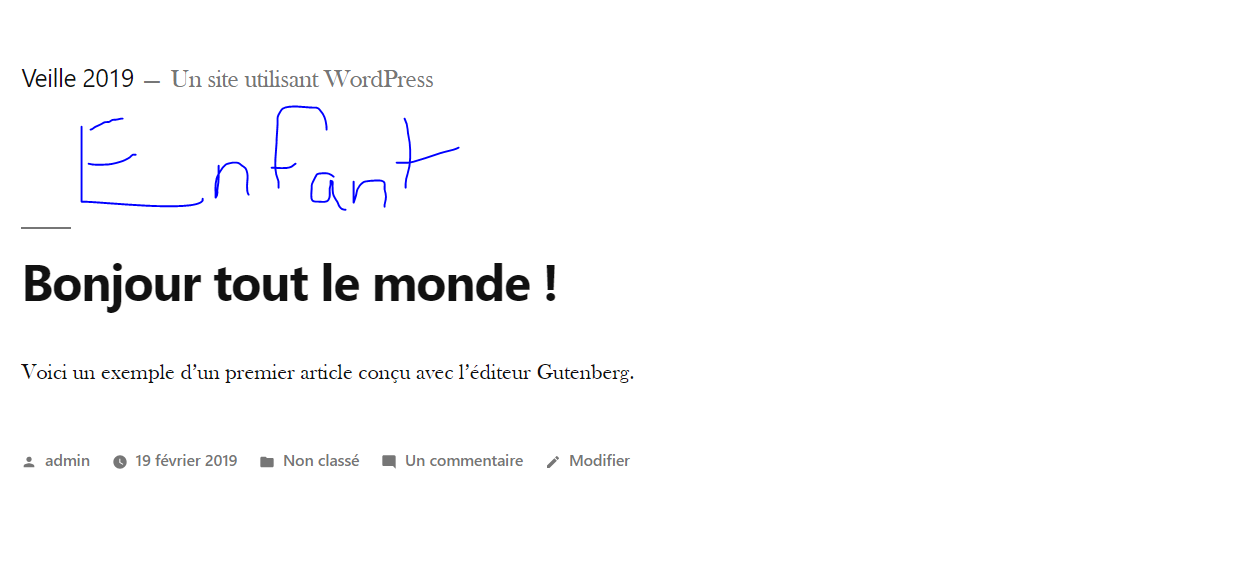 Veille 2019 — Un site utilisant WordPress
Enfant
Bonjour tout le monde !
Voici un exemple d’un premier article conçu avec l’éditeur Gutenberg.
admin 19 février 2019 Non classé Un commentaire Modifier